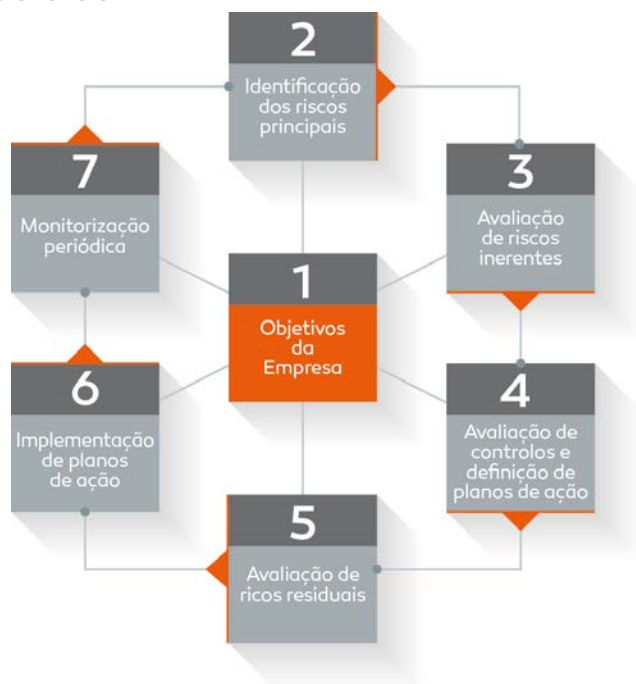 2
Identificação
dos riscos
principais
7
Monitorização
periódica
3
Avaliação
de riscos
inerentes
1
Objetivos
da
Empresa
6
Implementação
de planos
de ação
4
Avaliação de
controlos e
definição de
planos de ação
5
Avaliação de
ricos residuais